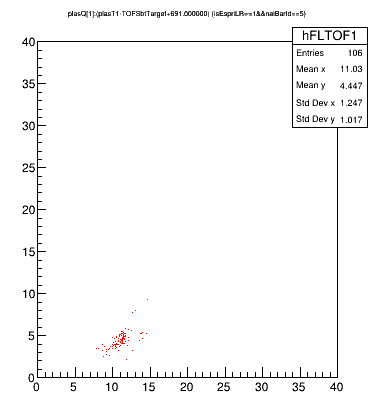 plasQ[1]:(plasT1-TOFSbtTarget+691.000000) {isEspriLR==1&&naiBarId==5}
hFLTOF1
Entries 106
Mean x 11.03
Mean y 4.447
Std Dev x 1.247
Std Dev y 1.017
40
35
30
25
20
15
10
5
0
0 5 10 15 20 25 30 35 40